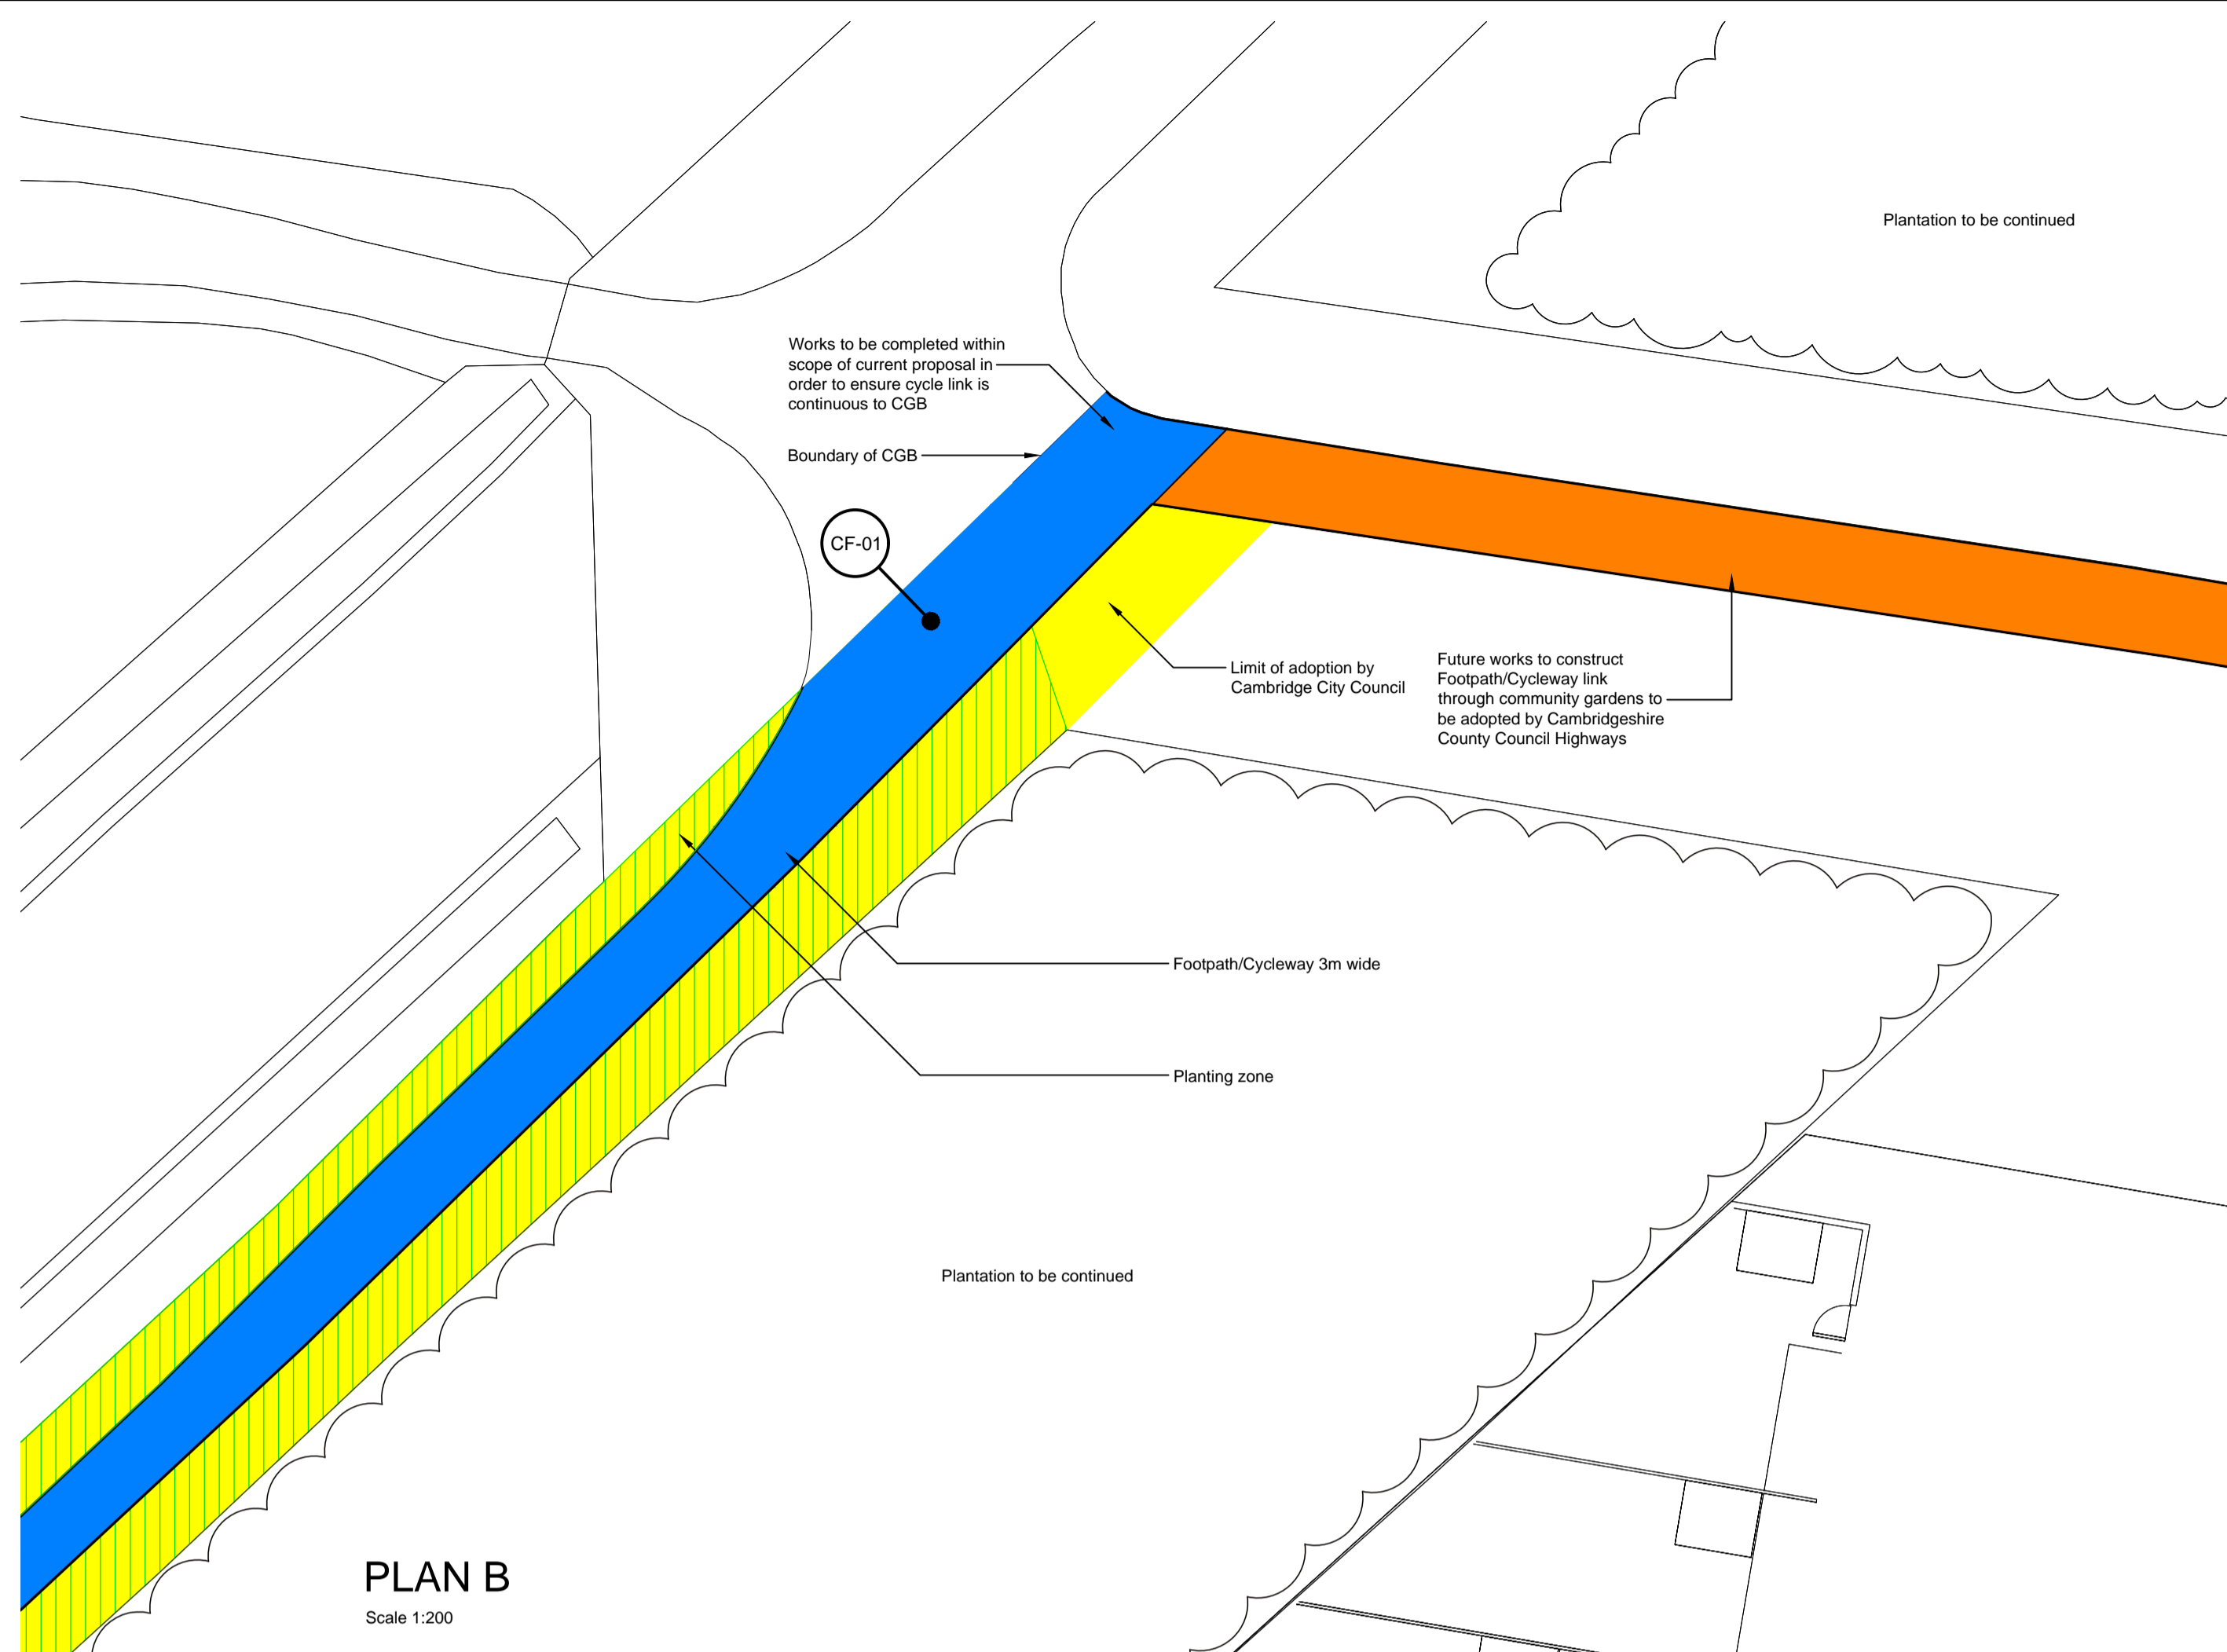 Plantation to be continued
Works to be completed within
scope of current proposal in
order to ensure cycle link is
continuous to CGB
Boundary of CGB
CF-01
Limit of adoption by
Cambridge City Council
Future works to construct
Footpath/Cycleway link
through community gardens to
be adopted by Cambridgeshire
County Council Highways
Footpath/Cycleway 3m wide
Planting zone
Plantation to be continued
PLAN B
Scale 1:200